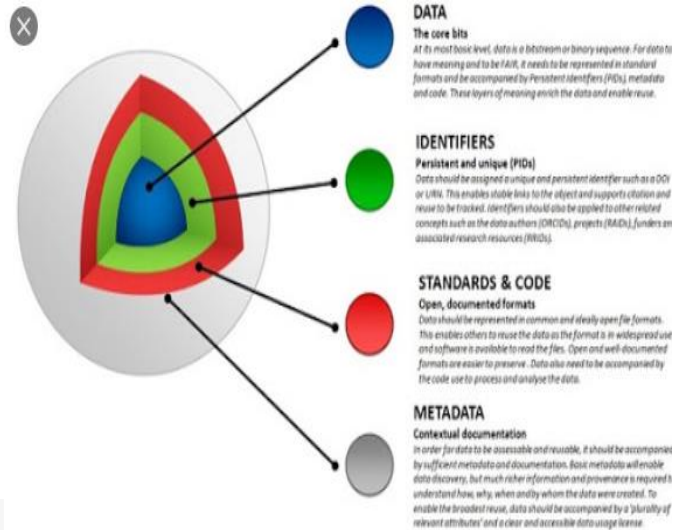 DATA
The core bits
At its most basic level, data is a bitstream or binary sequence. For data to
have meaning and to be FAIR, it needs to be represented in standard
formats and be accompanied by Persistent Identifiers (PIDs), metadata
and code. These layers of meaning enrich the data and enable reuse.
IDENTIFIERS
Persistent and unique (PIDs)
Data should be assigned a unique and persistent identifier such as a DOI
or URN. This enables stable links to the object and supports citation and
reuse to be tracked. Identifiers should also be applied to other related
concepts such as the data authors (ORCIDs), projects (RAIDs), funders an
associated research resources (RRIDs).
STANDARDS & CODE
Open, documented formats
Data should be represented in common and ideally open file formats.
This enables others to reuse the data as the format is in widespread use
and software is available to read the files. Open and well-documented
formats are easier to preserve. Data also need to be accompanied by
the code use to process and analyse the data.
METADATA
Contextual documentation
In order for data to be assessable and reusable, it should be accompanied
by sufficient metadata and documentation. Basic metadata will enable
data discovery, but much richer information and provenance is required t
understand how, why, when and by whom the data were created. To
enable the broadest reuse, data should be accompanied by a 'plurality of
relevant attributes' and a clear and accessible data usage license